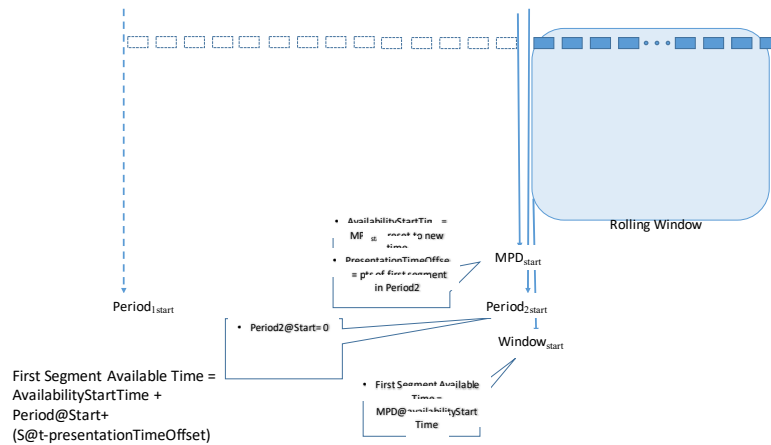 Rolling Window
• AvailabilityStartTim =
reset to new
time
• PresentationTimeOffse
= pts of first segment
in Period2
MPDstart
Period1start
Period2start
• Period2@Start= 0
Windowstart
First Segment Available Time =
AvailabilityStartTime +
Period@Start+
(S@t-presentationTimeOffset)
• First Segment Available
Time =
MPD@availabilityStart
Time